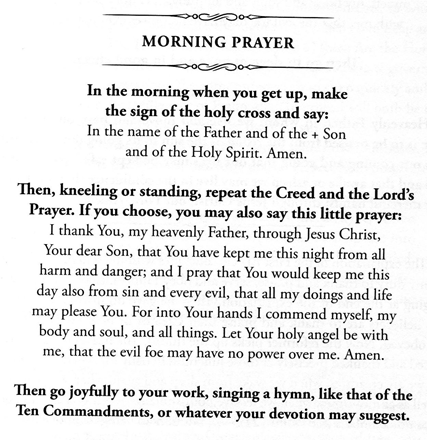 MORNING PRAYER
In the morning when you get up, make
the sign of the holy cross and say:
In the name of the Father and of the + Son
and of the Holy Spirit. Amen.
Then, kneeling or standing, repeat the Creed and the Lord’s
Prayer. If you choose, you may also say this little prayer:
I thank You, my heavenly Father, through Jesus Christ,
Your dear Son, that You have kept me this night from all
harm and danger; and I pray that You would keep me this
day also from sin and every evil, that all my doings and life
may please You. For into Your hands I commend myself, my
body and soul, and all things. Let Your holy angel be with
me, that the evil foe may have no power over me. Amen.
Then go joyfully to your work, singing a hymn, like that of the
Ten Commandments, or whatever your devotion may suggest.